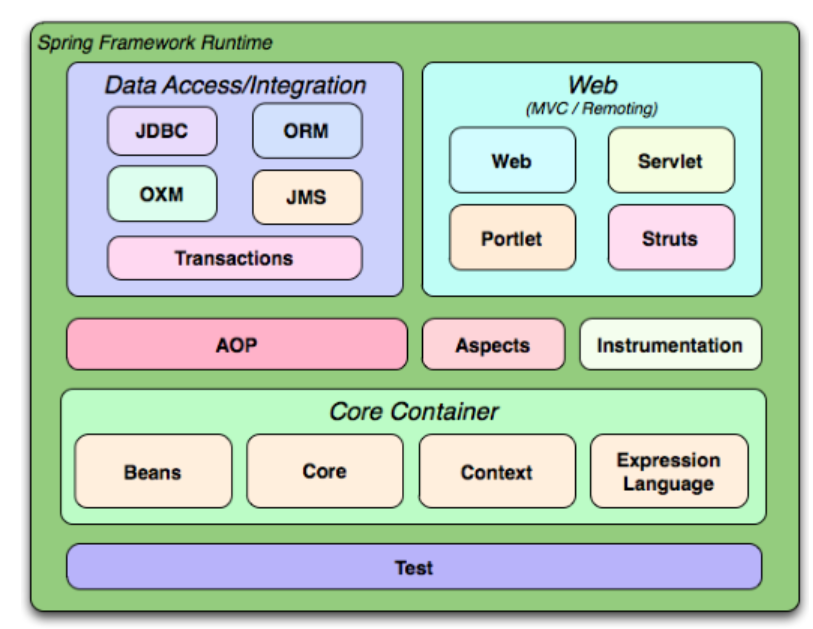 Spring Framework Runtime
Data Access/Integration
JDBC
ORM
OXM
JMS
Transactions
Web
(MVC / Remoting)
Web
Servlet
Portlet
Struts
AOP
Aspects
Instrumentation
Core Container
Beans
Core
Context
Expression
Language
Test